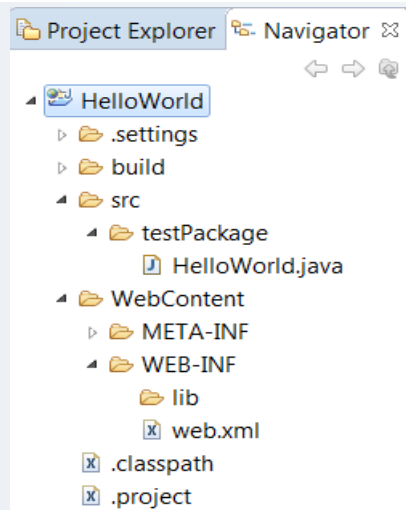 Project Explorer Navigator
HelloWorld
.settings
build
src
testPackage
HelloWorld.java
WebContent
META-INF
WEB-INF
lib
web.xml
.classpath
.project